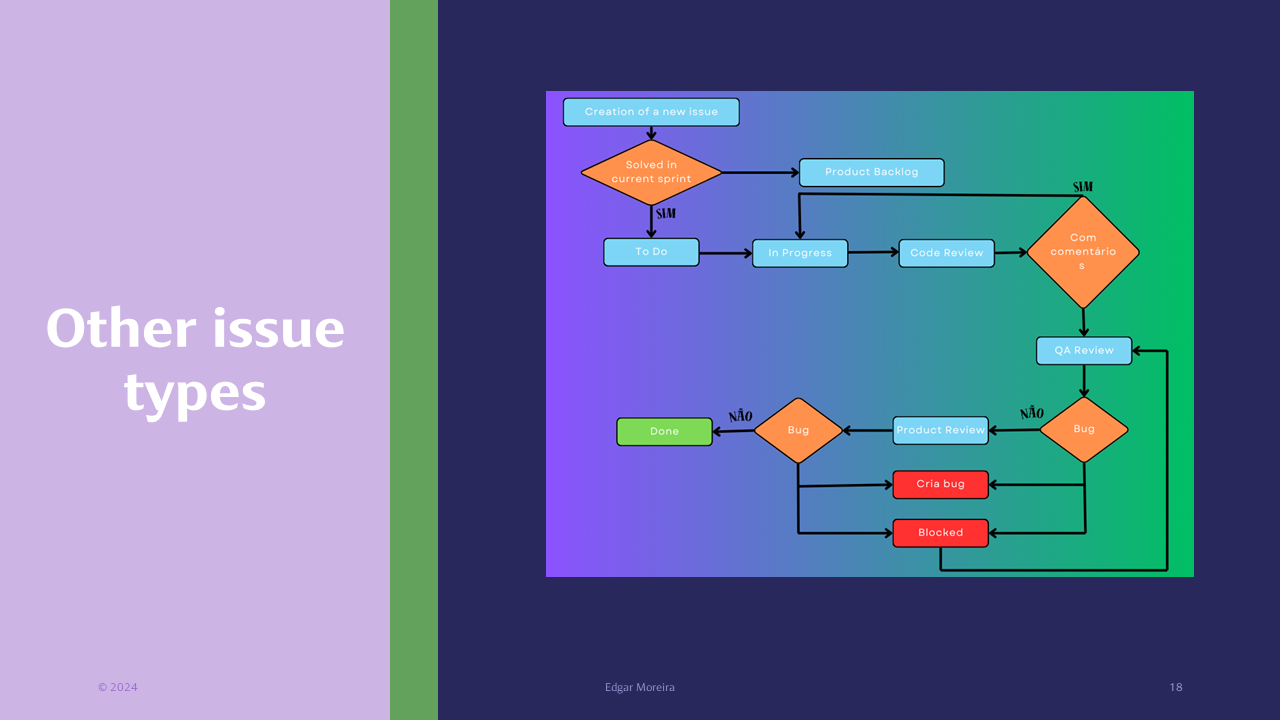 Other issue
types
Creation of a new issue
Solved in
current sprint
Product Backlog
SIM
SIM
To Do
In Progress
Code Review
Com
comentário
s
QA Review
NÃO
NÃO
Done
Bug
Product Review
Bug
Cria bug
Blocked
© 2024
Edgar Moreira
18